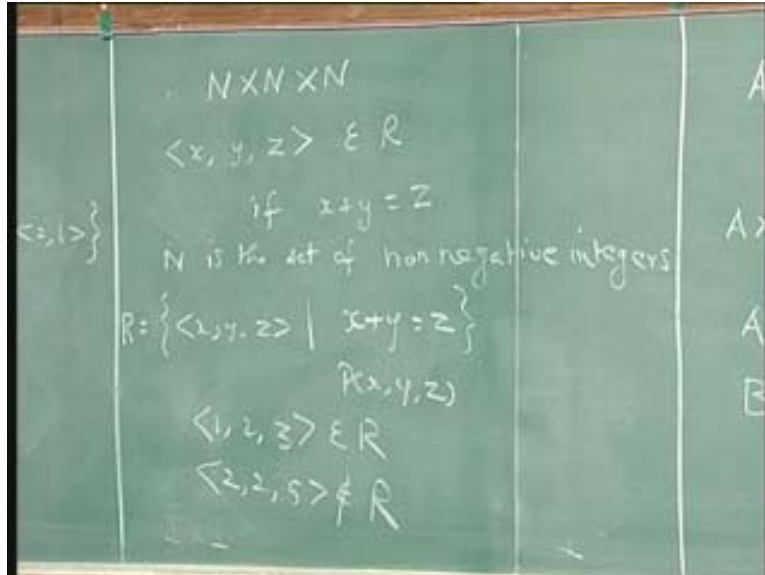 N X N X N
<x, y, z> ε R
if x+y = Z
<2,1>}
N is the set of non negative integers
R = {<x,y,z> | x+y = z}
P(x,y,z)
<1, 2, 3> ε R
<2,2,5> ∉ R
A
A X
A
B